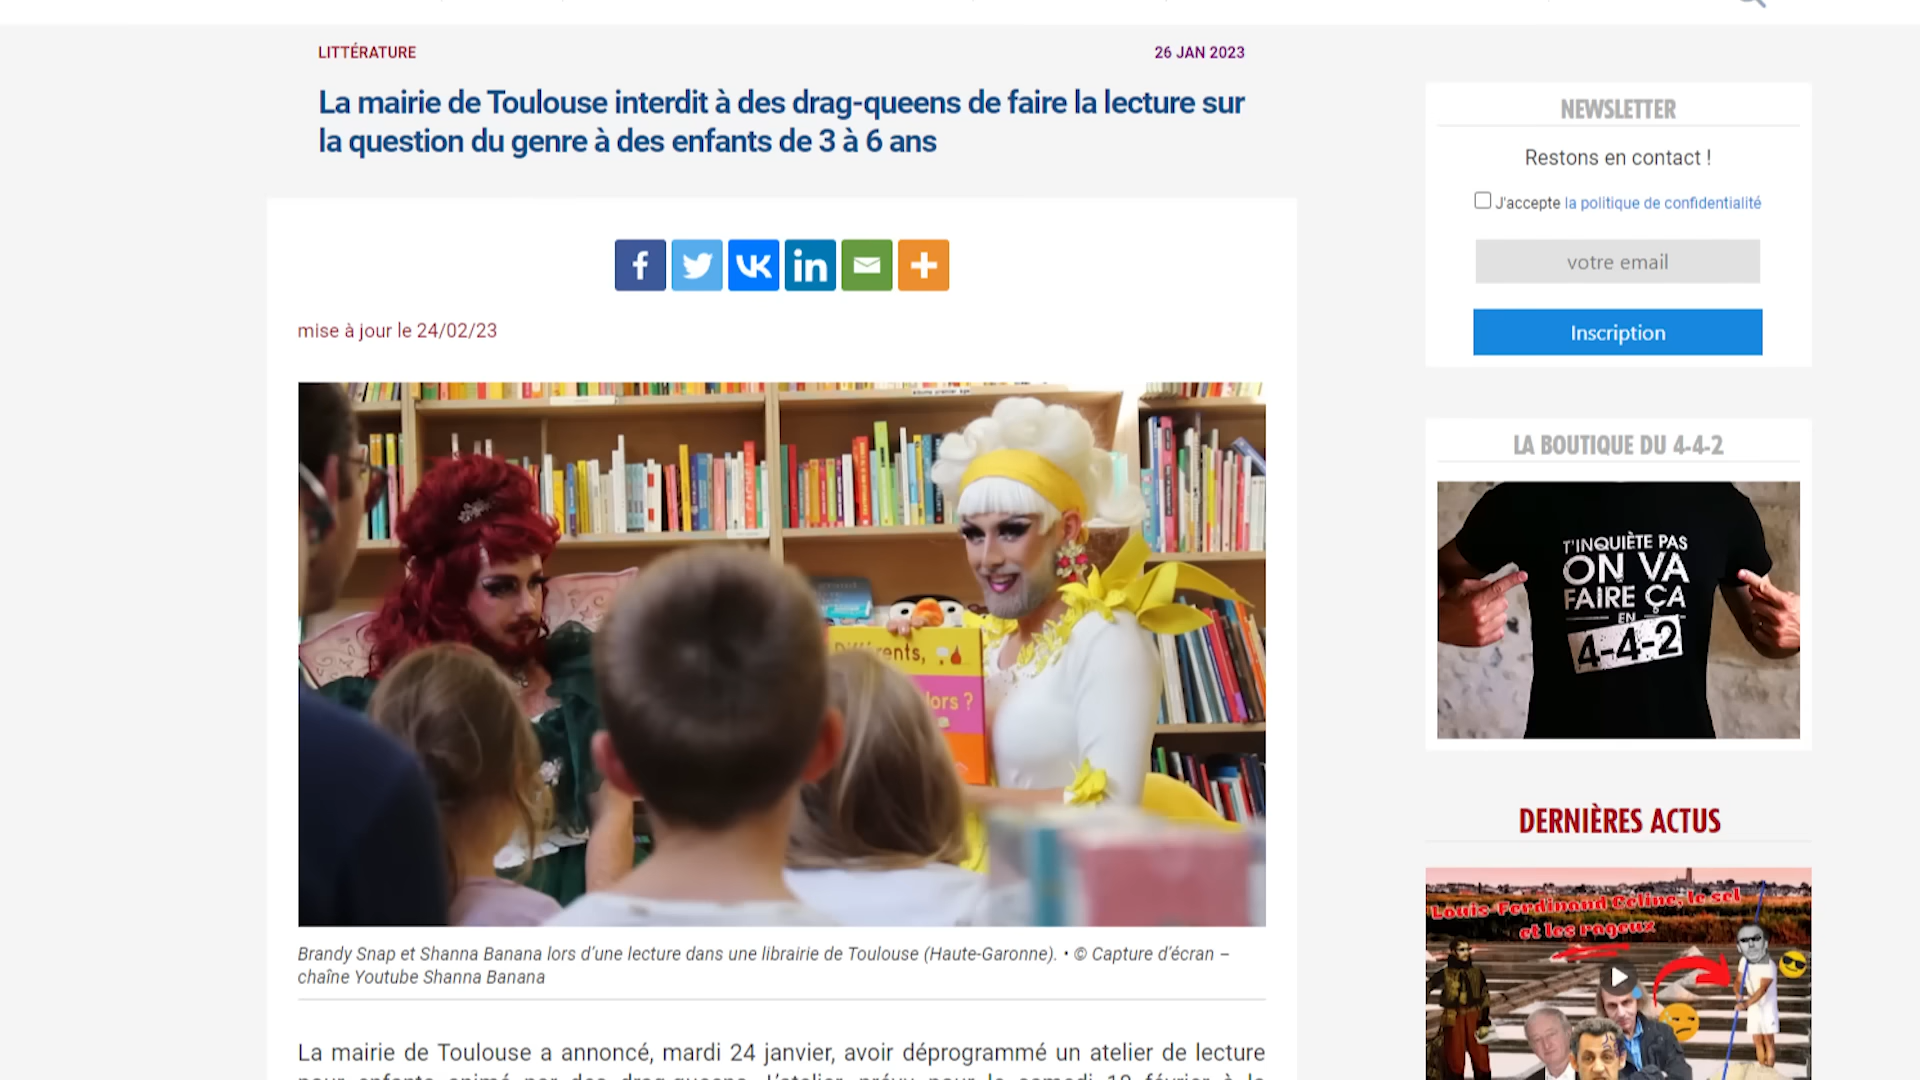 LITTÉRATURE
26 JAN 2023
La mairie de Toulouse interdit à des drag-queens de faire la lecture sur
la question du genre à des enfants de 3 à 6 ans
mise à jour le 24/02/23
ors ?
Brandy Snap et Shanna Banana lors d’une lecture dans une librairie de Toulouse (Haute-Garonne). • © Capture d’écran –
chaîne Youtube Shanna Banana
La mairie de Toulouse a annoncé, mardi 24 janvier, avoir déprogrammé un atelier de lecture
NEWSLETTER
Restons en contact !
J'accepte la politique de confidentialité
votre email
Inscription
LA BOUTIQUE DU 4-4-2
T'INQUIÈTE PAS
ON VA
FAIRE ÇA
EN
4-4-2
DERNIÈRES ACTUS
Louis-Ferdinand Céline, le sel
et les rageux